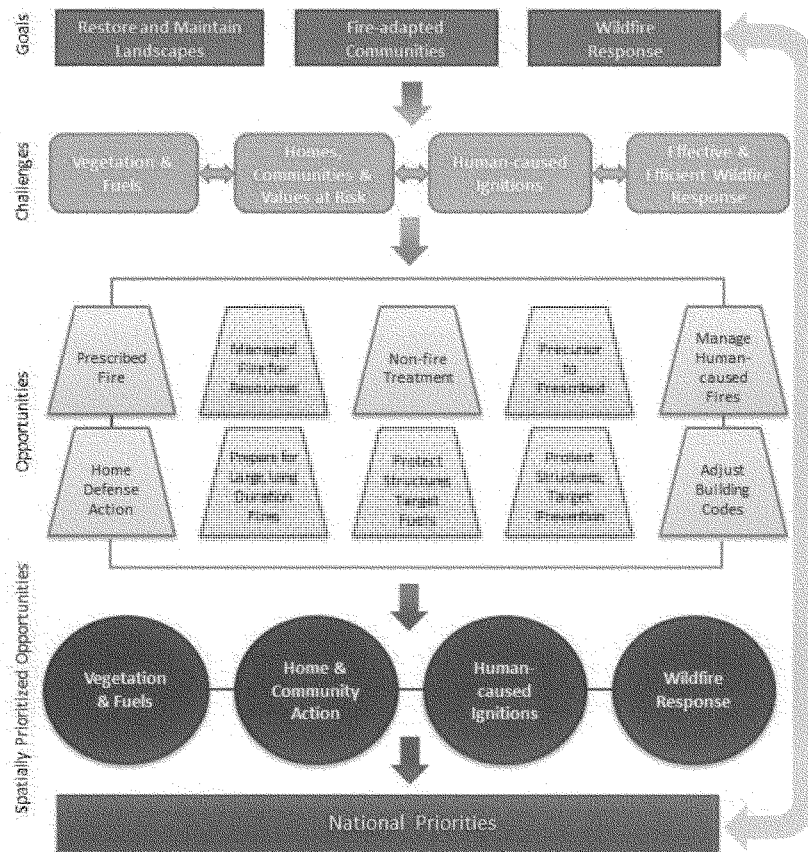 Goals
Restore and Maintain
Landscapes
Fire-adapted
Communities
Wildfire
Response
Challenges
Vegetation &
Fuels
Homes,
Communities &
Values at Risk
Human-caused
Ignitions
Effective &
Efficient Wildfire
Response
Opportunities
Prescribed
Fire
Managed
Fire for
Resources
Non-fire
Treatment
Precursor
to
Prescribed
Manage
Human-
caused
Fires
Home
Defense
Action
Prepare for
Large, Long
Duration
Fires
Protect
Structures,
Target
Fuels
Protect
Structures,
Target
Prevention
Adjust
Building
Codes
Spatially Prioritized Opportunities
Vegetation
& Fuels
Home &
Community
Action
Human-
caused
Ignitions
Wildfire
Response
National Priorities